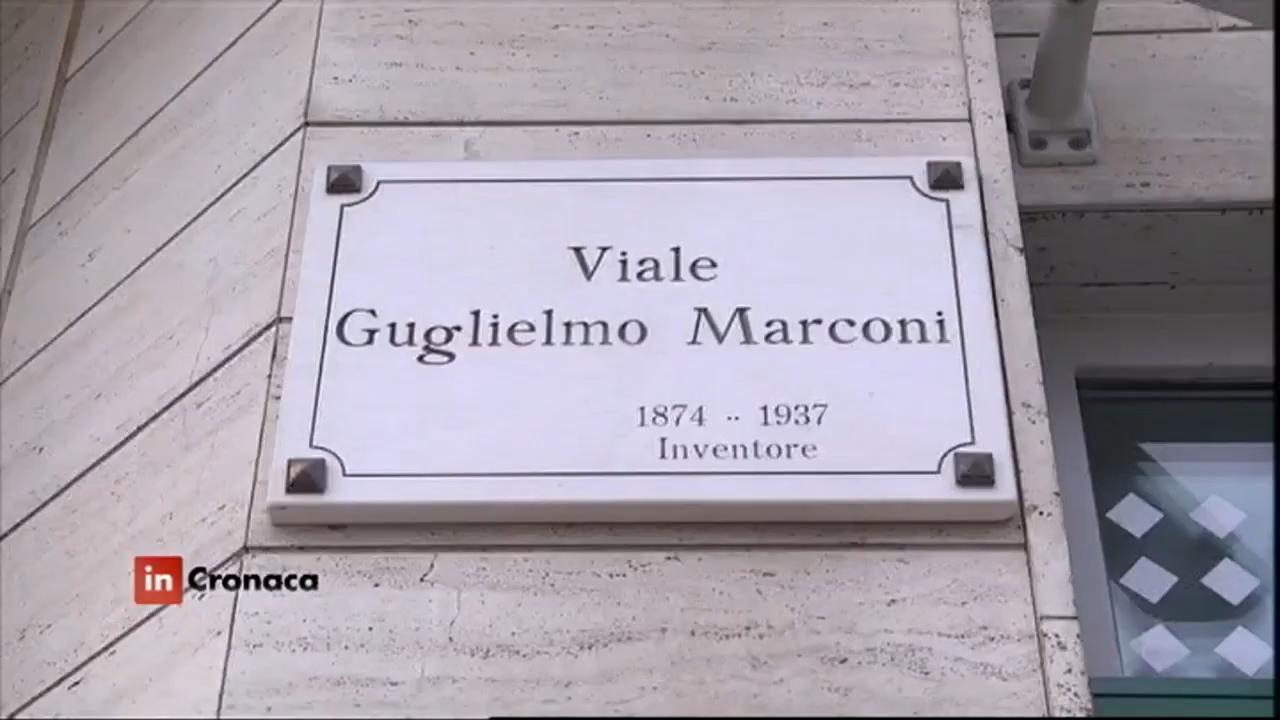 Viale
Guglielmo Marconi
1874 .. 1937
Inventore
in Cronaca